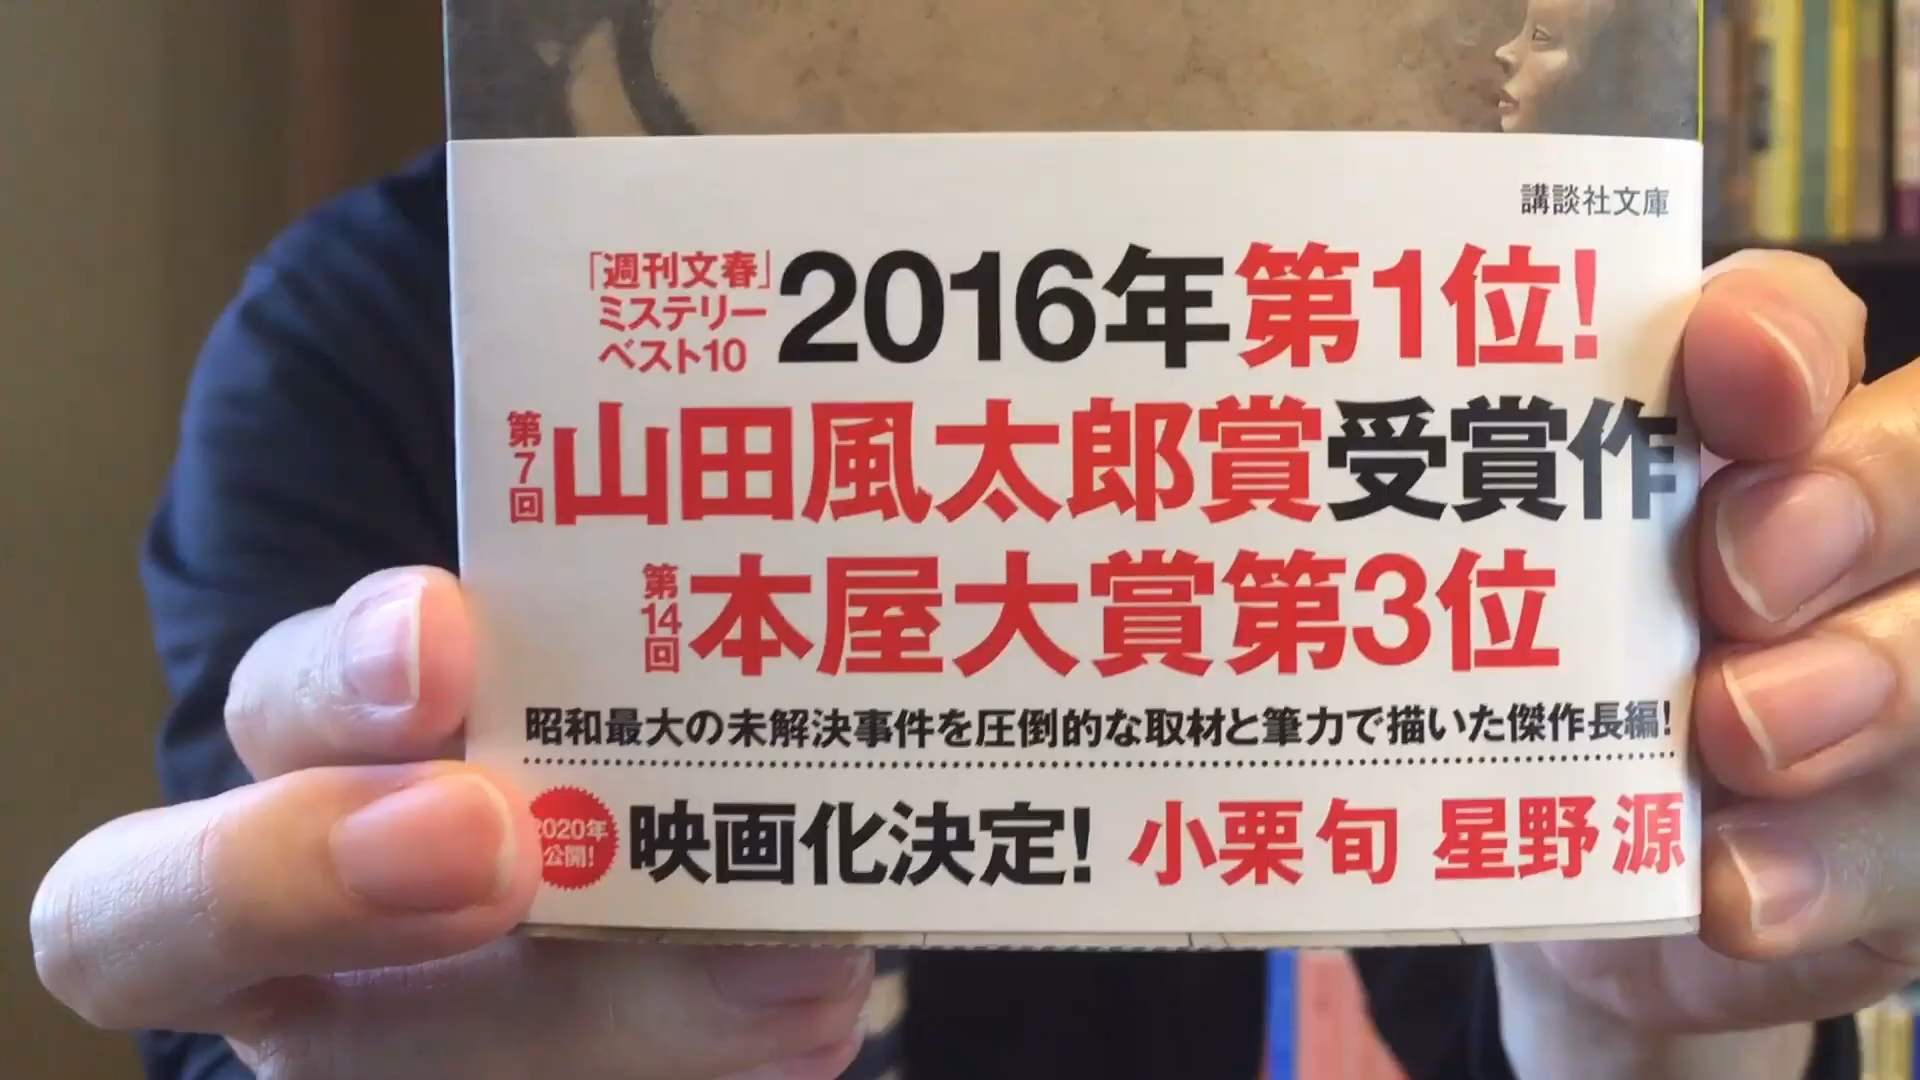 講談社文庫
「週刊文春」
ミステリー
ベスト10
2016年第1位!
第7回
山田風太郎賞受賞作
第14回
本屋大賞第3位
昭和最大の未解決事件を圧倒的な取材と筆力で描いた傑作長編!
2020年
公開!
映画化決定! 小栗旬 星野源